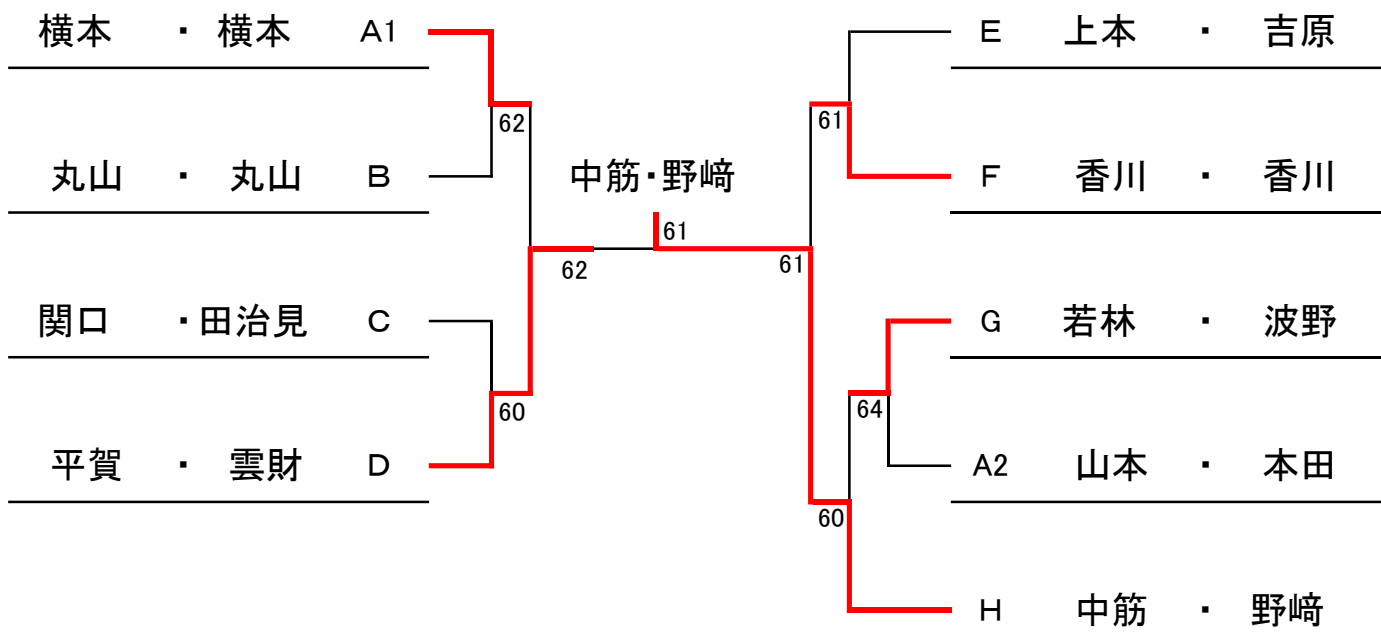 横本 ・ 横本 A1
62
丸山 ・ 丸山 B
関口 ・田治見 C
60
平賀 ・ 雲財 D
62
中筋・野﨑
61
61
E 上本 ・ 吉原
61
F 香川 ・ 香川
G 若林 ・ 波野
64
A2 山本 ・ 本田
60
H 中筋 ・ 野﨑